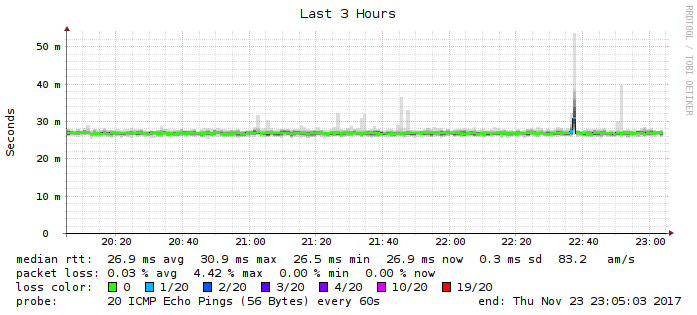 Last 3 Hours
RRDTOOL / TOBI OETIKER
Seconds
50 m
40 m
30 m
20 m
10 m
0
20:20 20:40 21:00 21:20 21:40 22:00 22:20 22:40 23:00
median rtt: 26.9 ms avg 30.9 ms max 26.5 ms min 26.9 ms now 0.3 ms sd 83.2 am/s
packet loss: 0.03 % avg 4.42 % max 0.00 % min 0.00 % now
loss color: 0 1/20 2/20 3/20 4/20 10/20 19/20
probe: 20 ICMP Echo Pings (56 Bytes) every 60s end: Thu Nov 23 23:05:03 2017